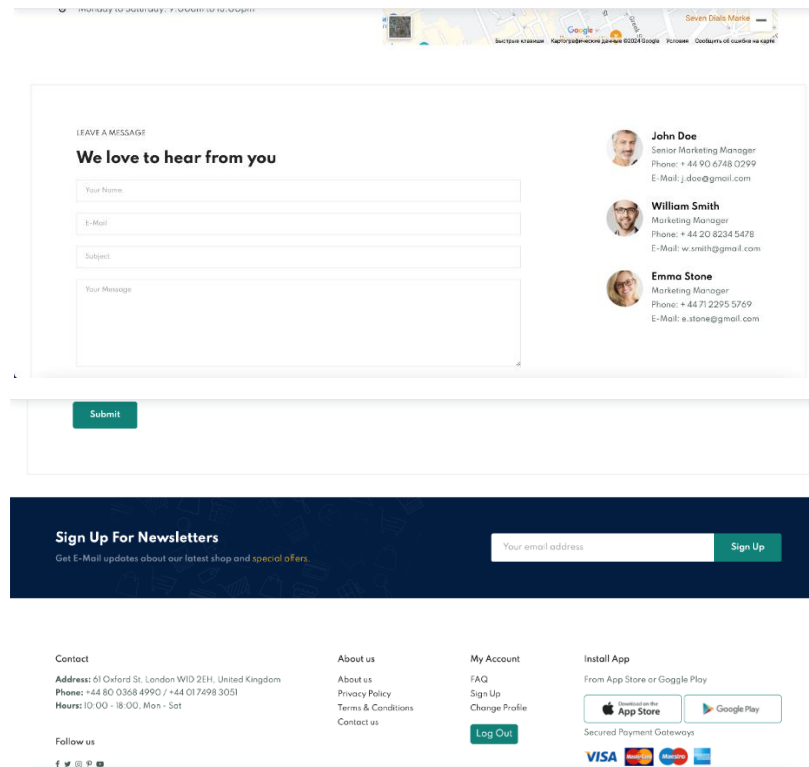 Monday to Saturday: 9:00am to 18:00pm
Seven Dials Marke
Greek St
Google
Быстрые клавиши Картографические данные ©2024 Google Условия Сообщить об ошибке на карте
LEAVE A MESSAGE
We love to hear from you
Your Name
E-Mail
Subject
Your Message
John Doe
Senior Marketing Manager
Phone: + 44 90 6748 0299
E-Mail: j.doe@gmail.com
William Smith
Marketing Manager
Phone: + 44 20 8234 5478
E-Mail: w.smith@gmail.com
Emma Stone
Marketing Manager
Phone: + 44 71 2295 5769
E-Mail: e.stone@gmail.com
Submit
Sign Up For Newsletters
Get E-Mail updates about our latest shop and special offers.
Your email address
Sign Up
Contact
Address: 61 Oxford St, London W1D 2EH, United Kingdom
Phone: +44 80 0368 4990 / +44 01 7498 3051
Hours: 10:00 - 18:00, Mon - Sat
Follow us
About us
About us
Privacy Policy
Terms & Conditions
Contact us
My Account
FAQ
Sign Up
Change Profile
Log Out
Install App
From App Store or Goggle Play
Download on the
App Store
Google Play
Secured Payment Gateways
VISA MasterCard Maestro